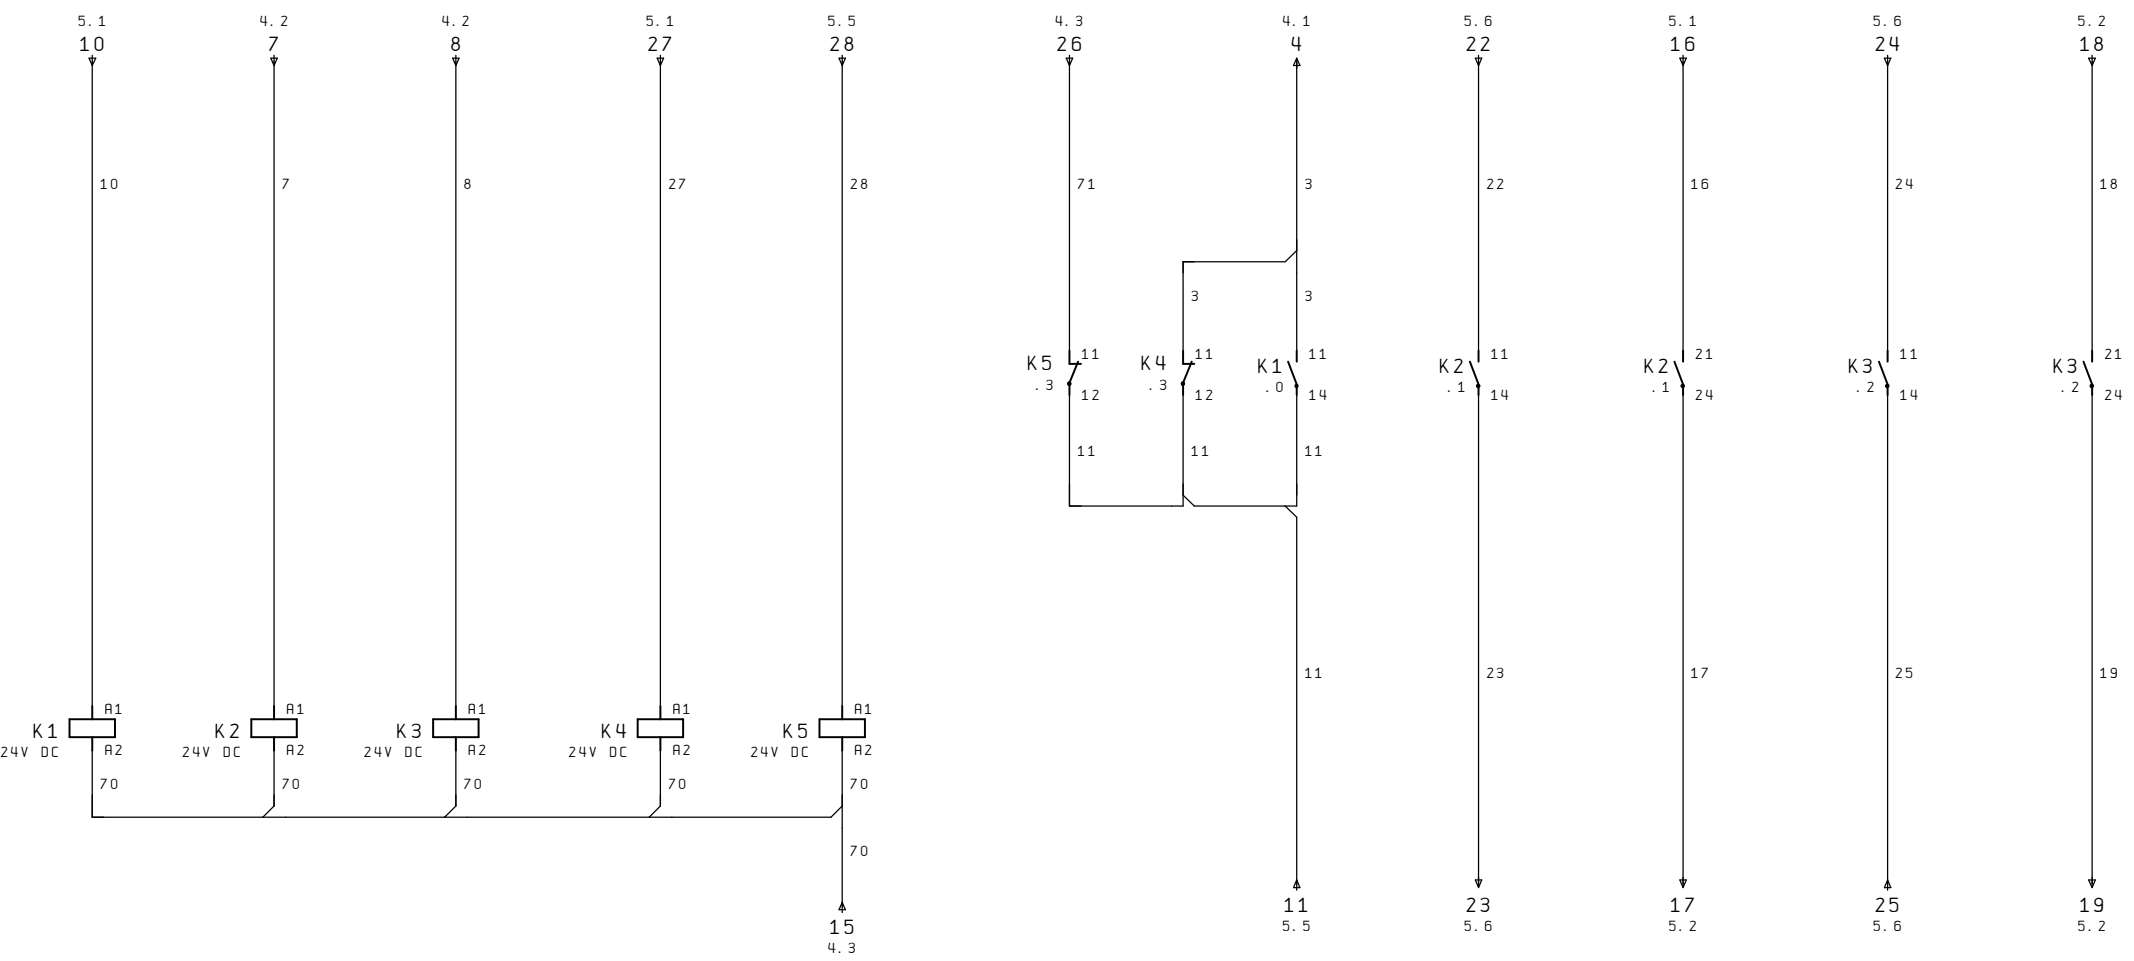 5.1 4.2 4.2 5.1 5.5 4.3 4.1 5.6 5.1 5.6 5.2
10 7 8 27 28 26 4 22 16 24 18
10 7 8 27 28 71 3 22 16 24 18
3 3
K5 11 K4 11 K1 11 K2 11 K2 21 K3 11 K3 21
.3 12 .3 12 .0 14 .1 14 .1 24 .2 14 .2 24
11 11 11
11 23 17 25 19
A1 A1 A1 A1 A1
K1 K2 K3 K4 K5
24V DC A2 24V DC A2 24V DC A2 24V DC A2 24V DC A2
70 70 70 70 70
70
11 23 17 25 19
15 5.5 5.6 5.2 5.6 5.2
4.3